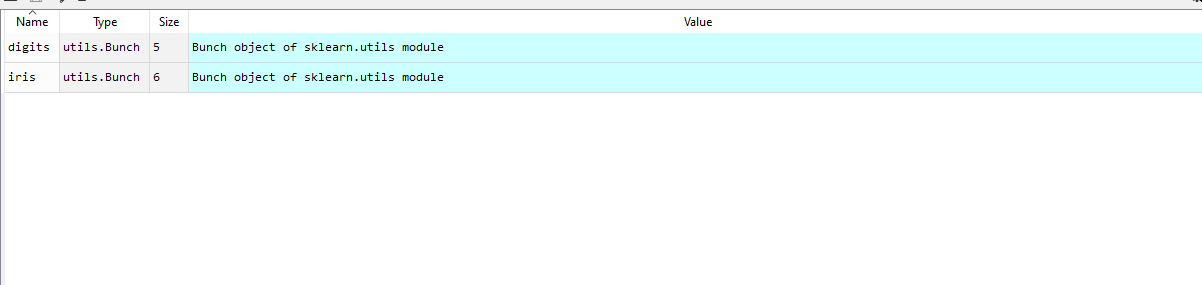 Name Type Size Value
digits utils.Bunch 5 Bunch object of sklearn.utils module
iris utils.Bunch 6 Bunch object of sklearn.utils module